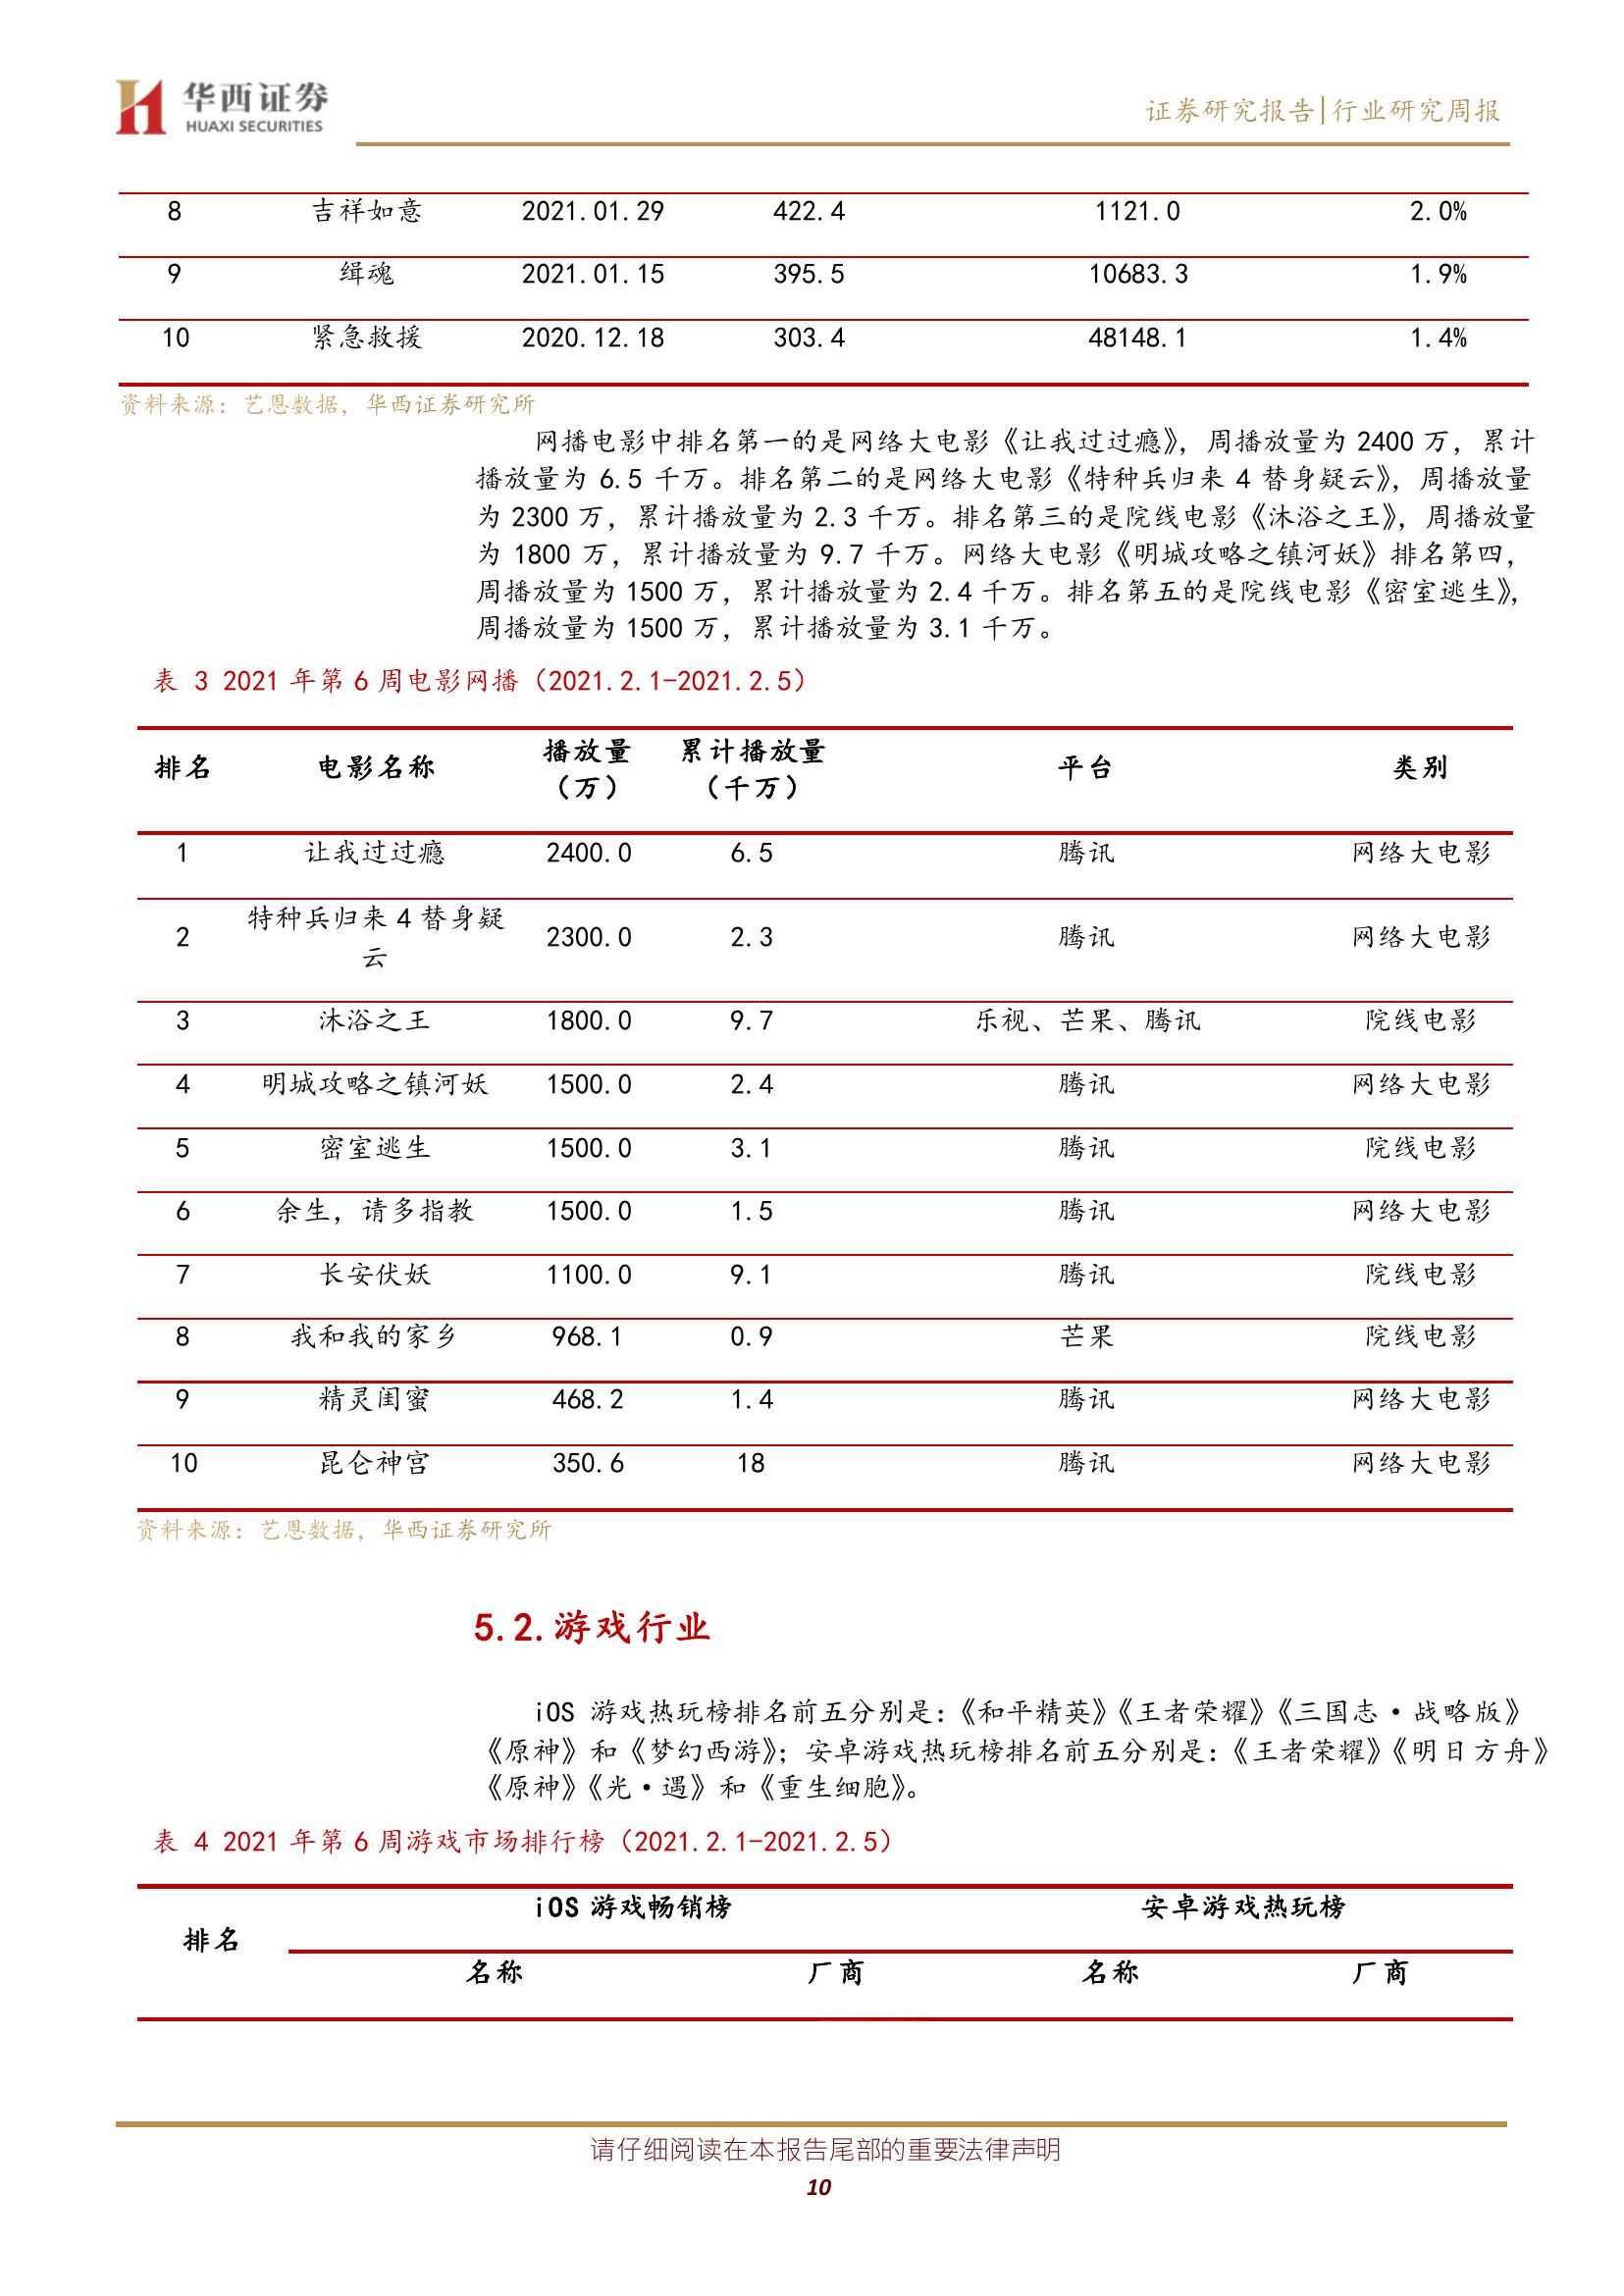 华西证券
HUAXI SECURITIES
证券研究报告|行业研究周报
8 吉祥如意 2021.01.29 422.4 1121.0 2.0%
9 缉魂 2021.01.15 395.5 10683.3 1.9%
10 紧急救援 2020.12.18 303.4 48148.1 1.4%
资料来源：艺恩数据，华西证券研究所
网播电影中排名第一的是网络大电影《让我过过瘾》，周播放量为 2400 万，累计
播放量为 6.5 千万。排名第二的是网络大电影《特种兵归来 4 替身疑云》，周播放量
为 2300 万，累计播放量为 2.3 千万。排名第三的是院线电影《沐浴之王》，周播放量
为 1800 万，累计播放量为 9.7 千万。网络大电影《明城攻略之镇河妖》排名第四，
周播放量为 1500 万，累计播放量为 2.4 千万。排名第五的是院线电影《密室逃生》，
周播放量为 1500 万，累计播放量为 3.1 千万。
表 3 2021 年第 6 周电影网播（2021.2.1-2021.2.5）
排名 电影名称 播放量（万） 累计播放量（千万） 平台 类别
1 让我过过瘾 2400.0 6.5 腾讯 网络大电影
2 特种兵归来 4 替身疑云 2300.0 2.3 腾讯 网络大电影
3 沐浴之王 1800.0 9.7 乐视、芒果、腾讯 院线电影
4 明城攻略之镇河妖 1500.0 2.4 腾讯 网络大电影
5 密室逃生 1500.0 3.1 腾讯 院线电影
6 余生，请多指教 1500.0 1.5 腾讯 网络大电影
7 长安伏妖 1100.0 9.1 腾讯 院线电影
8 我和我的家乡 968.1 0.9 芒果 院线电影
9 精灵闺蜜 468.2 1.4 腾讯 网络大电影
10 昆仑神宫 350.6 18 腾讯 网络大电影
资料来源：艺恩数据，华西证券研究所
5.2.游戏行业
iOS 游戏热玩榜排名前五分别是：《和平精英》《王者荣耀》《三国志·战略版》
《原神》和《梦幻西游》；安卓游戏热玩榜排名前五分别是：《王者荣耀》《明日方舟》
《原神》《光·遇》和《重生细胞》。
表 4 2021 年第 6 周游戏市场排行榜（2021.2.1-2021.2.5）
排名 iOS 游戏畅销榜 安卓游戏热玩榜
名称 厂商 名称 厂商
请仔细阅读在本报告尾部的重要法律声明
10